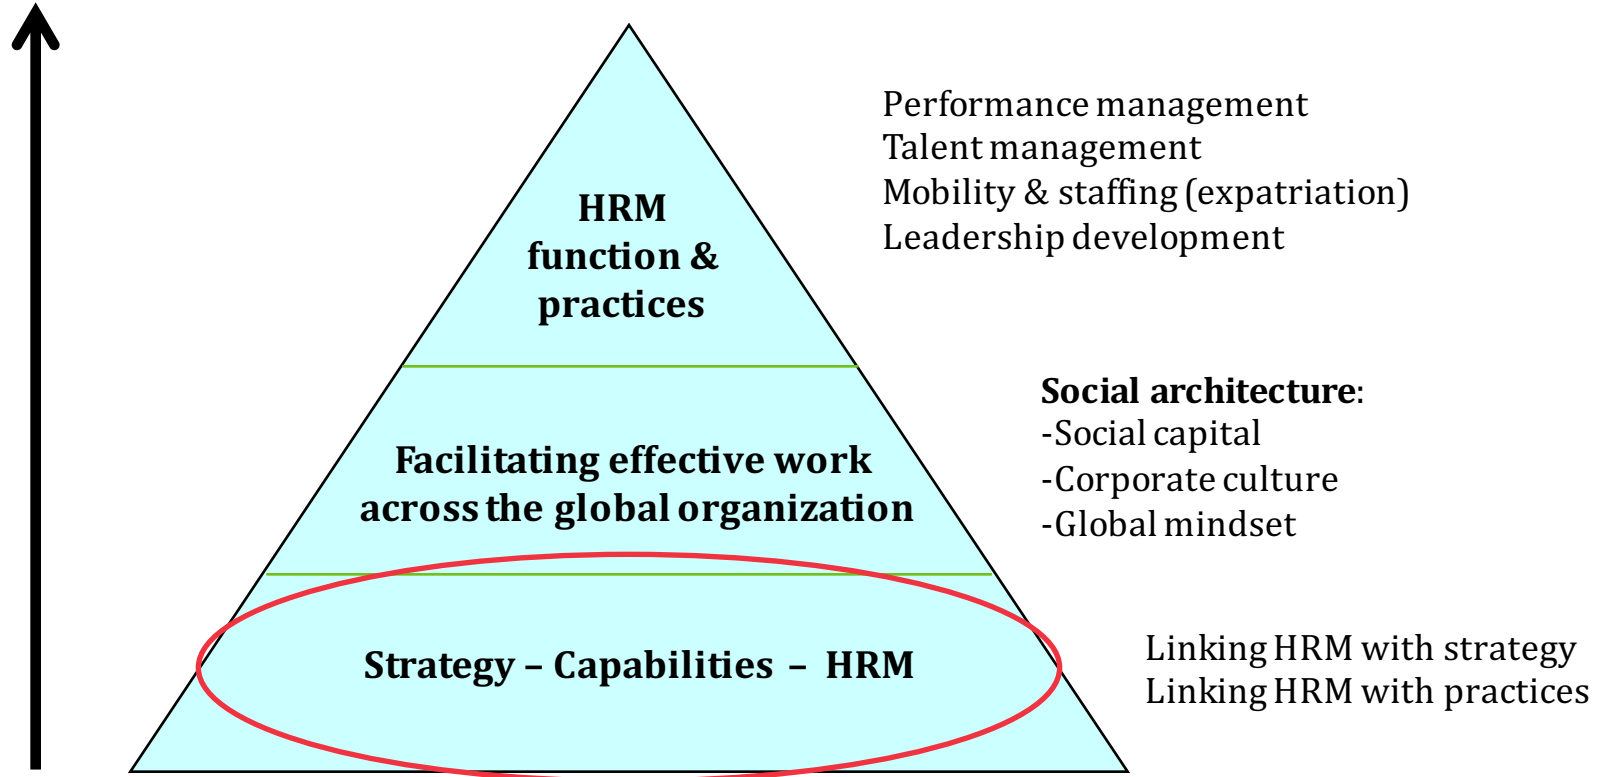 HRM
function &
practices
Performance management
Talent management
Mobility & staffing (expatriation)
Leadership development
Facilitating effective work
across the global organization
Social architecture:
-Social capital
-Corporate culture
-Global mindset
Strategy – Capabilities – HRM
Linking HRM with strategy
Linking HRM with practices